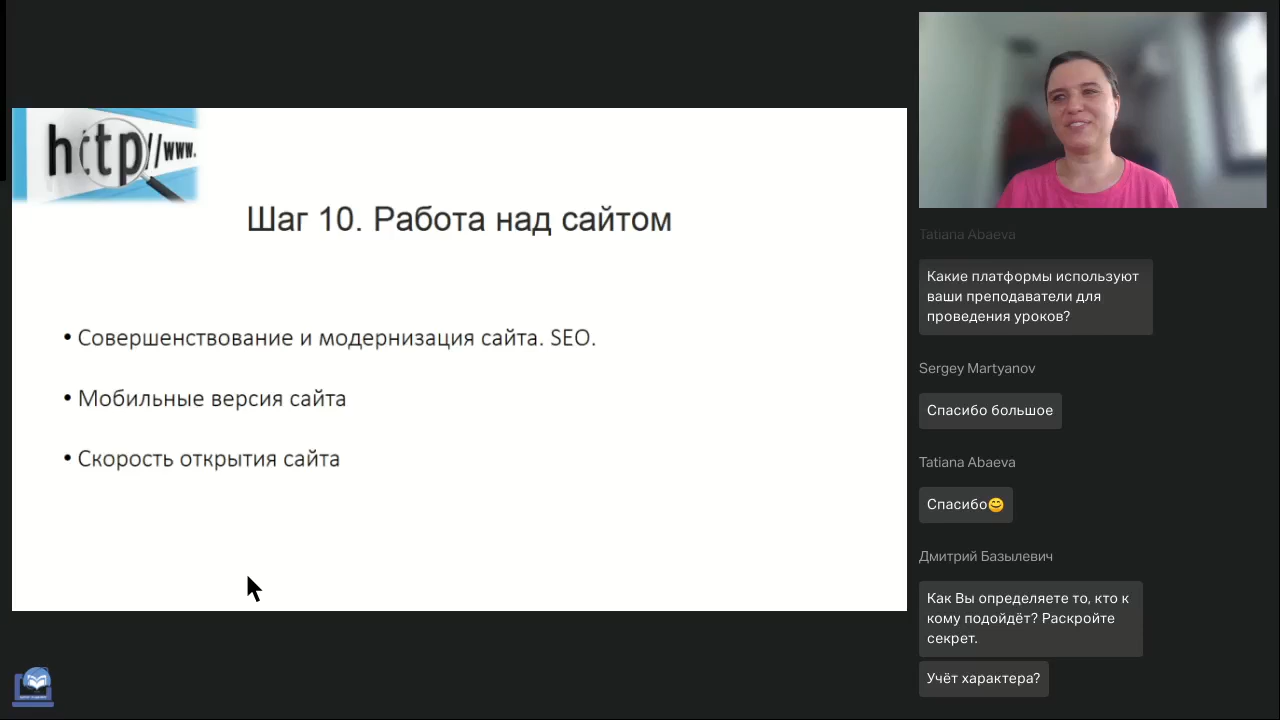 http//www.
Шаг 10. Работа над сайтом
• Совершенствование и модернизация сайта. SEO.
• Мобильные версия сайта
• Скорость открытия сайта
Tatiana Abaeva
Какие платформы используют
ваши преподаватели для
проведения уроков?
Sergey Martyanov
Спасибо большое
Tatiana Abaeva
Спасибо😊
Дмитрий Базылевич
Как Вы определяете то, кто к
кому подойдёт? Раскройте
секрет.
Учёт характера?